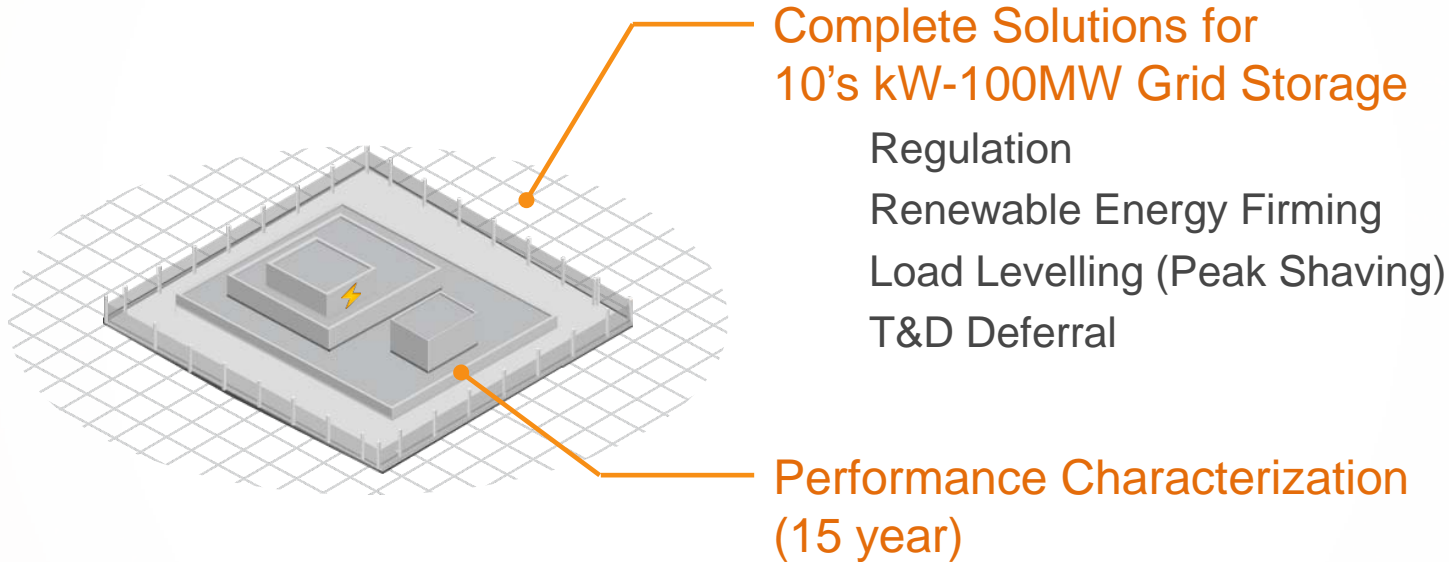 Complete Solutions for
10’s kW-100MW Grid Storage
Regulation
Renewable Energy Firming
Load Levelling (Peak Shaving)
T&D Deferral
Performance Characterization
(15 year)